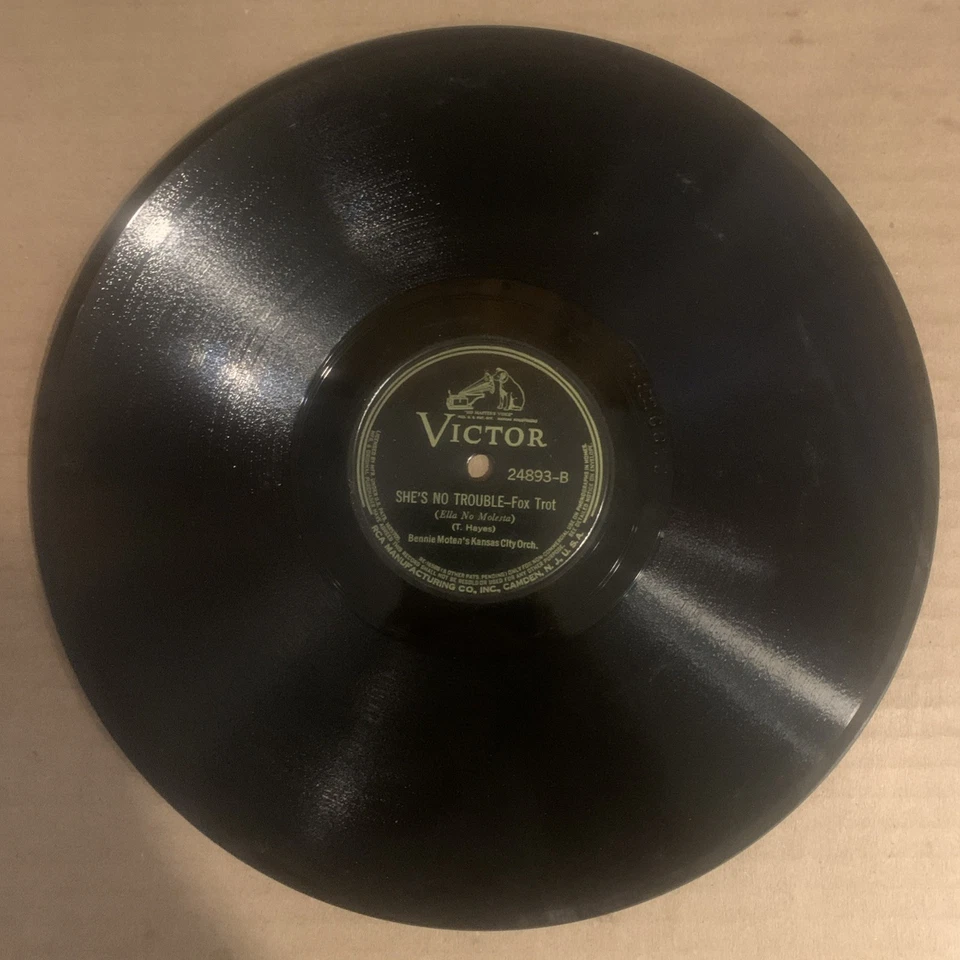 "HIS MASTER'S VOICE"
VICTOR
24893-B
SHE'S NO TROUBLE-Fox Trot
(Ella No Molesta)
(T. Hayes)
Bennie Moten's Kansas City Orch.
RCA MANUFACTURING CO., INC., CAMDEN, N. J., U. S. A.